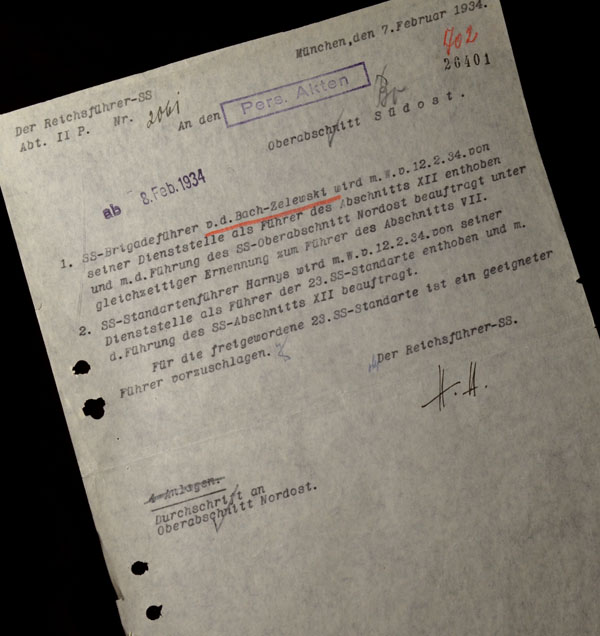 München,den 7.Februar 1934.
902
26401
Der Reichsführer-SS
Abt. II P. Nr. 2061
An den
Pers. Akten
Oberabschnitt Südost.
ab 8. Feb. 1934
1. SS-Brigadeführer v.d.Bach-Zelewski wird m.W.v.12.2.34.von
seiner Dienststelle als Führer des Abschnitts XII enthoben
und m.d.Führung des SS-Oberabschnitt Nordost beauftragt unter
gleichzeittiger Ernennung zum Führer des Abschnitts VII.
2. SS-Standartenführer Harnys wird m.W.v.12.2.34.von seiner
Dienststelle als Führer der 23.SS-Standarte enthoben und m.
d.Führung des SS-Abschnitts XII beauftragt.
Für die freigewordene 23.SS-Standarte ist ein geeigneter
Führer vorzuschlagen.
Der Reichsführer-SS.
H.H.
Anlagen.
Durchschrift an
Oberabschnitt Nordost.